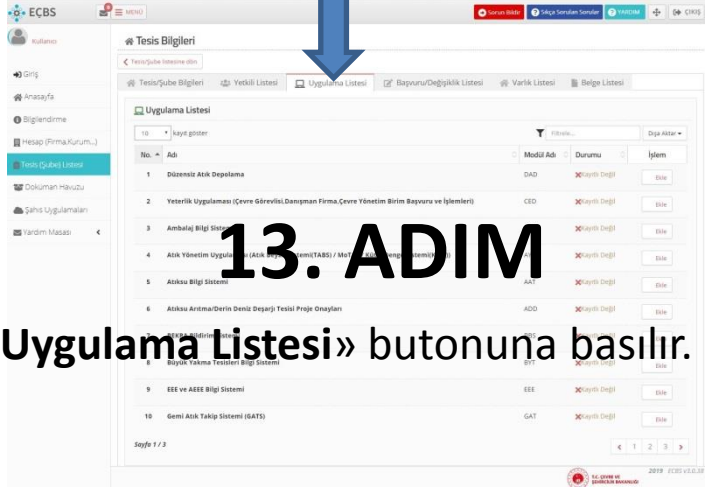 EÇBS
MENÜ
Sorun Bildir
Sıkça Sorulan Sorular
YARDIM
ÇIKIŞ
Kullanıcı
Giriş
Anasayfa
Bilgilendirme
Hesap (Firma,Kurum...)
Tesis (Şube) Listesi
Doküman Havuzu
Şahıs Uygulamaları
Yardım Masası
Tesis Bilgileri
Tesis/Şube listesine dön
Tesis/Şube Bilgileri
Yetkili Listesi
Uygulama Listesi
Başvuru/Değişiklik Listesi
Varlık Listesi
Belge Listesi
Uygulama Listesi
10 kayıt göster
Filtrele...
Dışa Aktar
No. Adı Modül Adı Durumu İşlem
1 Düzensiz Atık Depolama DAD Kayıtlı Değil Ekle
2 Yeterlik Uygulaması (Çevre Görevlisi,Danışman Firma,Çevre Yönetim Birim Başvuru ve İşlemleri) CED Kayıtlı Değil Ekle
3 Ambalaj Bilgi Kayıtlı Değil Ekle
13. ADIM
4 Atık Yönetim Kayıtlı Değil Ekle
5 Atıksu Bilgi Sistemi AAT Kayıtlı Değil Ekle
6 Atıksu Arıtma/Derin Deniz Deşarjı Tesisi Proje Onayları ADO Kayıtlı Değil Ekle
Uygulama Listesi» butonuna basılır.
8 Büyük Yakma Tesisleri Bilgi Sistemi BYT Kayıtlı Değil Ekle
9 EEE ve AEEE Bilgi Sistemi EEE Kayıtlı Değil Ekle
10 Gemi Atık Takip Sistemi (GATS) GAT Kayıtlı Değil Ekle
Sayfa 1 / 3
1 2 3
T.C. ÇEVRE VE
ŞEHİRCİLİK BAKANLIĞI
2019